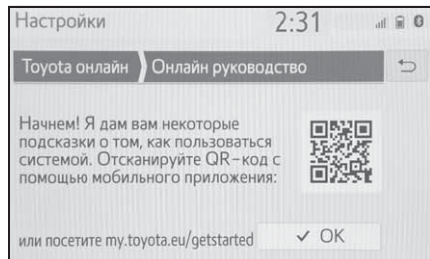 Настройки 2:31
Toyota онлайн Онлайн руководство
Начнем! Я дам вам некоторые
подсказки о том, как пользоваться
системой. Отсканируйте QR-код с
помощью мобильного приложения:
или посетите my.toyota.eu/getstarted ✓ OK